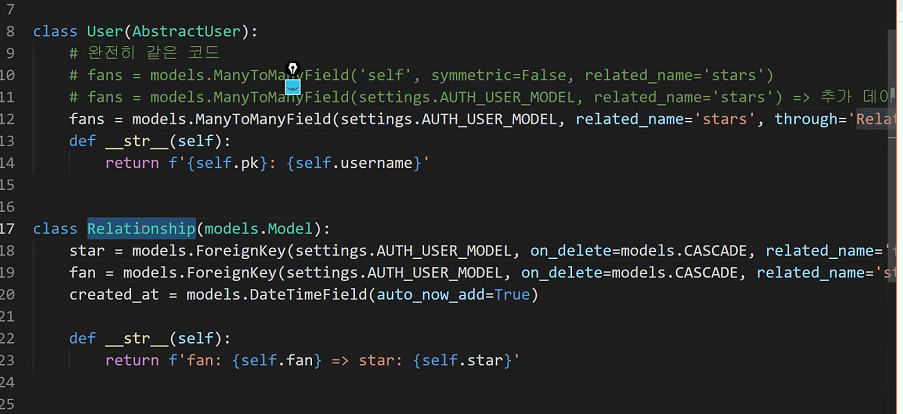 7
8 class User(AbstractUser):
9 # 완전히 같은 코드
10 # fans = models.ManyToManyField('self', symmetric=False, related_name='stars')
11 # fans = models.ManyToManyField(settings.AUTH_USER_MODEL, related_name='stars') => 추가 데이
12 fans = models.ManyToManyField(settings.AUTH_USER_MODEL, related_name='stars', through='Rela
13 def __str__(self):
14 return f'{self.pk}: {self.username}'
15
16
17 class Relationship(models.Model):
18 star = models.ForeignKey(settings.AUTH_USER_MODEL, on_delete=models.CASCADE, related_name='
19 fan = models.ForeignKey(settings.AUTH_USER_MODEL, on_delete=models.CASCADE, related_name='st
20 created_at = models.DateTimeField(auto_now_add=True)
21
22 def __str__(self):
23 return f'fan: {self.fan} => star: {self.star}'
24
25